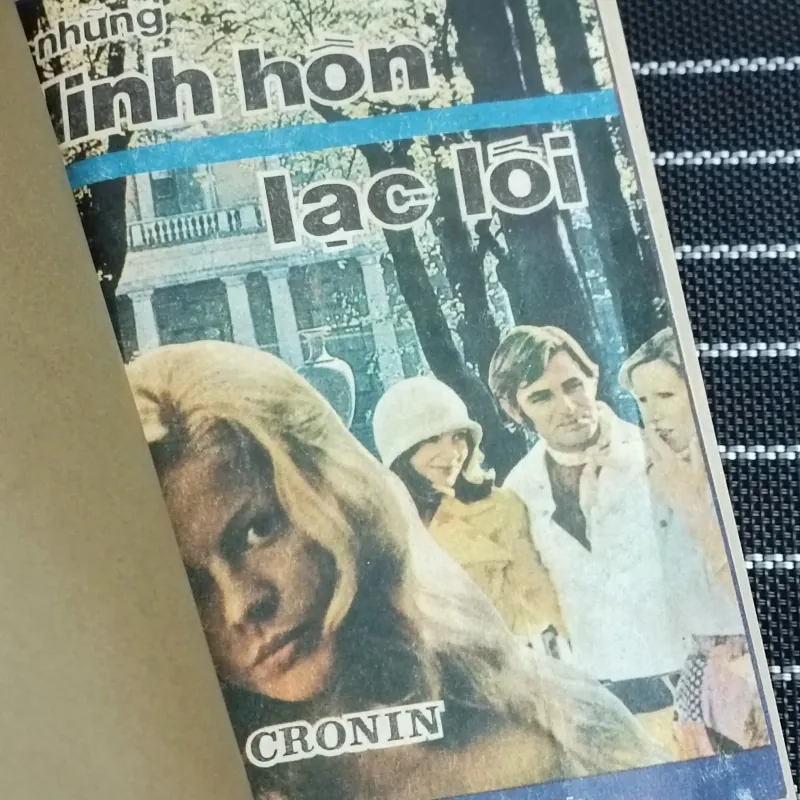 những
linh hồn
lạc lối
CRONIN